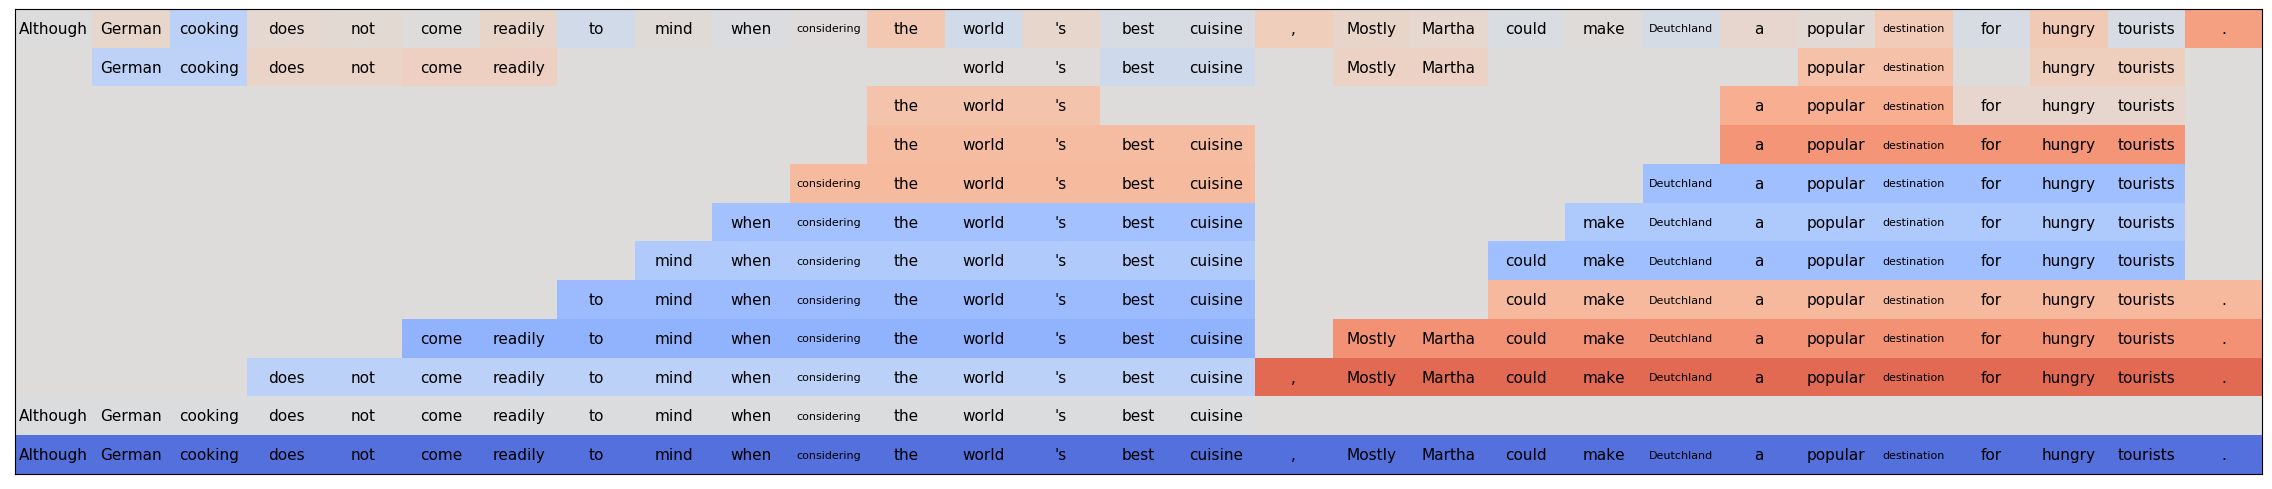 Although German cooking does not come readily to mind when considering the world 's best cuisine , Mostly Martha could make Deutchland a popular destination for hungry tourists .
German cooking does not come readily world 's best cuisine Mostly Martha popular destination hungry tourists
the world 's a popular destination for hungry tourists
the world 's best cuisine a popular destination for hungry tourists
considering the world 's best cuisine Deutchland a popular destination for hungry tourists
when considering the world 's best cuisine make Deutchland a popular destination for hungry tourists
mind when considering the world 's best cuisine could make Deutchland a popular destination for hungry tourists
to mind when considering the world 's best cuisine could make Deutchland a popular destination for hungry tourists .
come readily to mind when considering the world 's best cuisine Mostly Martha could make Deutchland a popular destination for hungry tourists .
does not come readily to mind when considering the world 's best cuisine , Mostly Martha could make Deutchland a popular destination for hungry tourists .
Although German cooking does not come readily to mind when considering the world 's best cuisine
Although German cooking does not come readily to mind when considering the world 's best cuisine , Mostly Martha could make Deutchland a popular destination for hungry tourists .